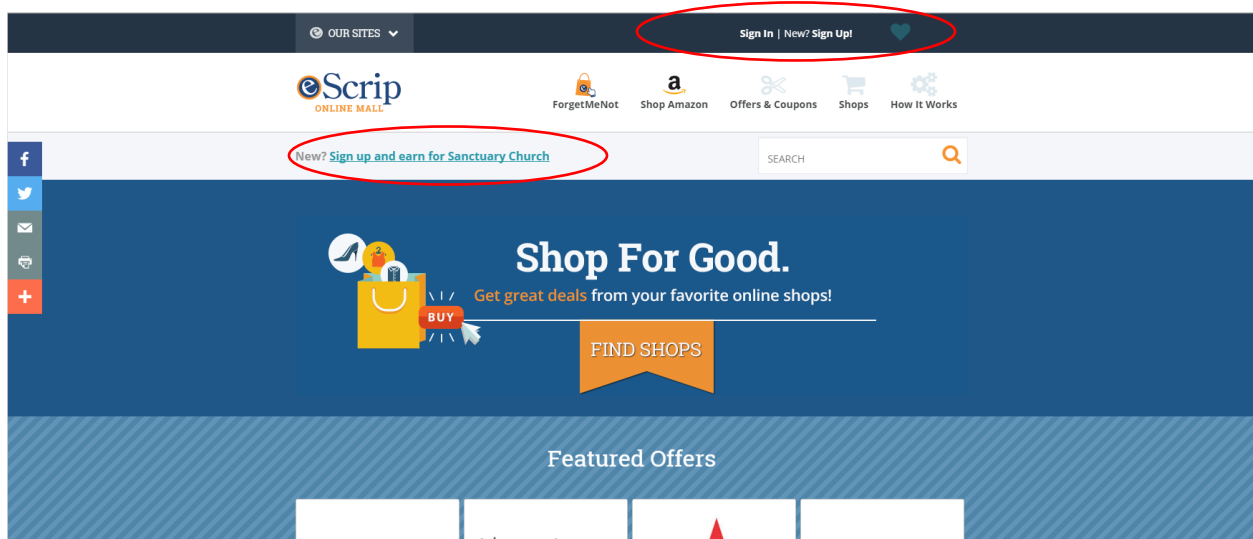 OUR SITES
Sign In | New? Sign Up!
eScrip
ONLINE MALL
ForgetMeNot
a
Shop Amazon
Offers & Coupons
Shops
How It Works
New? Sign up and earn for Sanctuary Church
SEARCH
Shop For Good.
Get great deals from your favorite online shops!
BUY
FIND SHOPS
Featured Offers